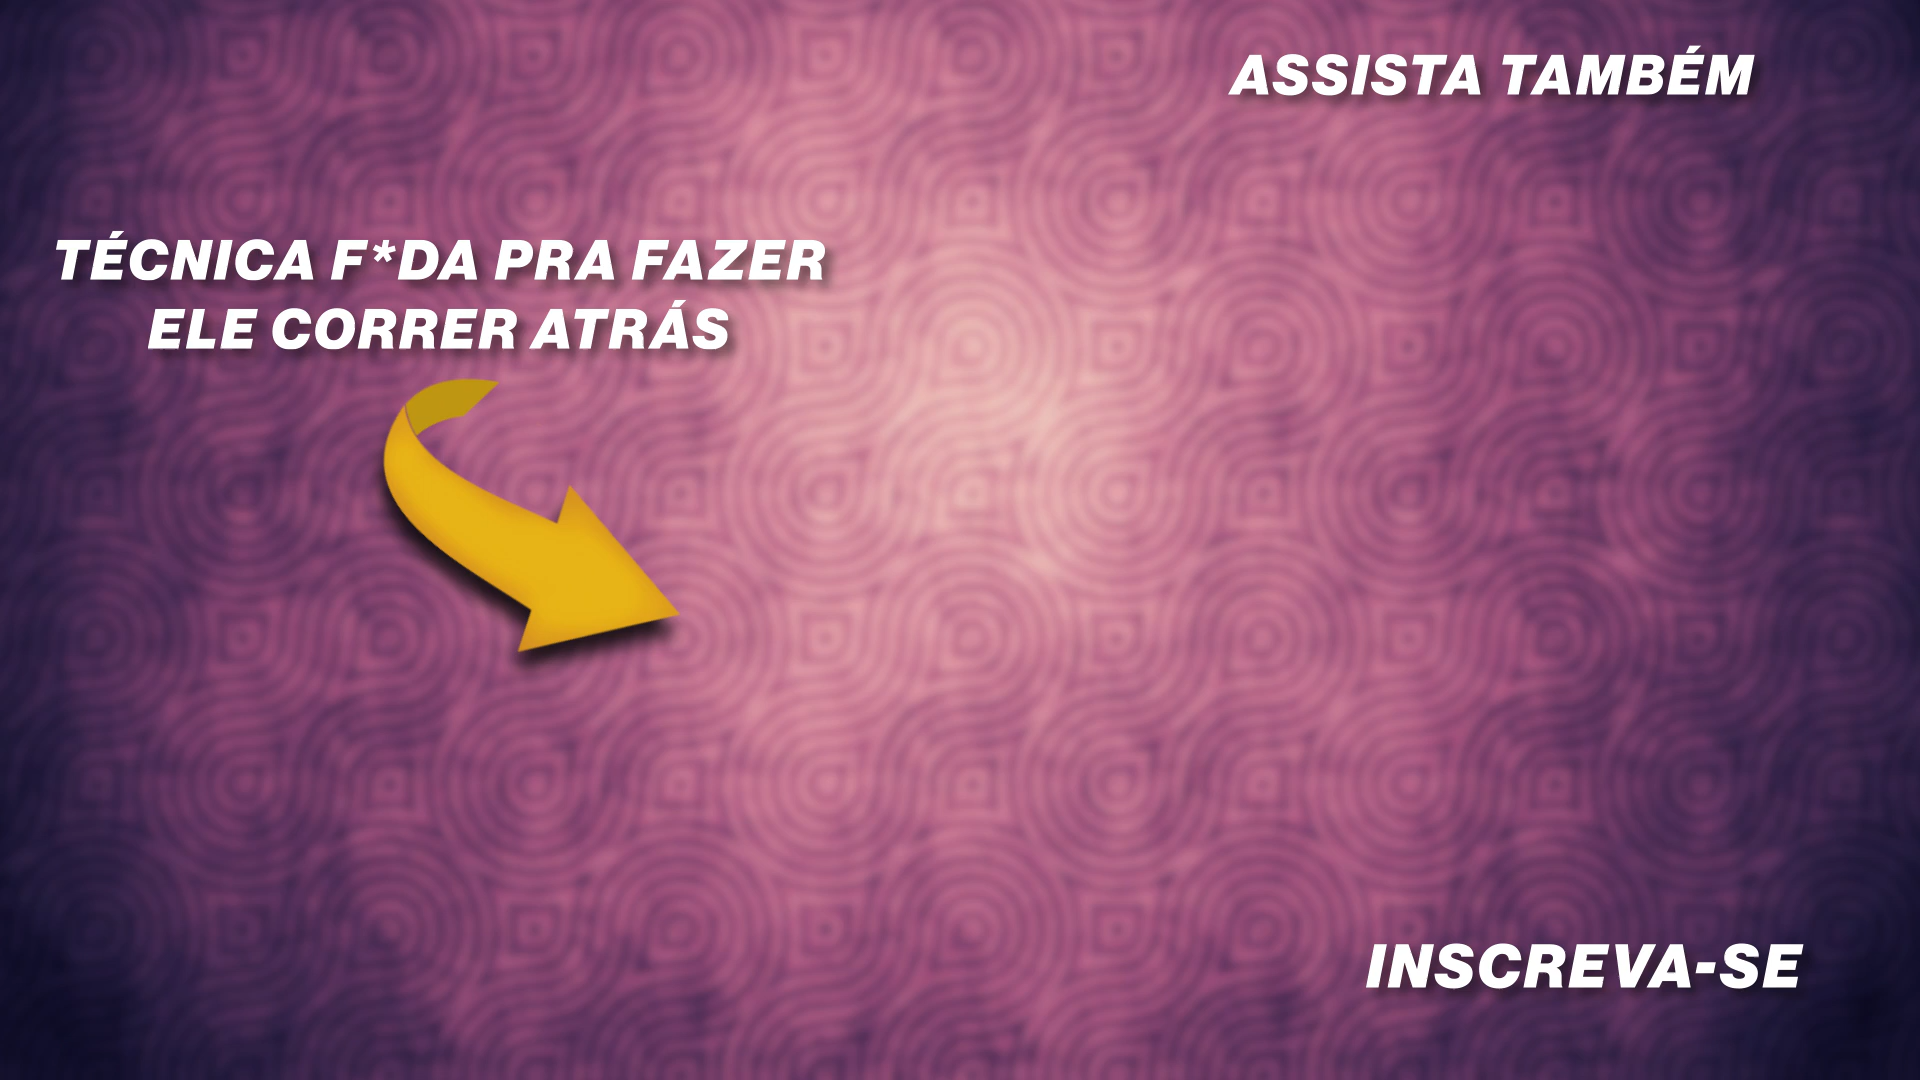 ASSISTA TAMBÉM
TÉCNICA F*DA PRA FAZER
ELE CORRER ATRÁS
INSCREVA-SE